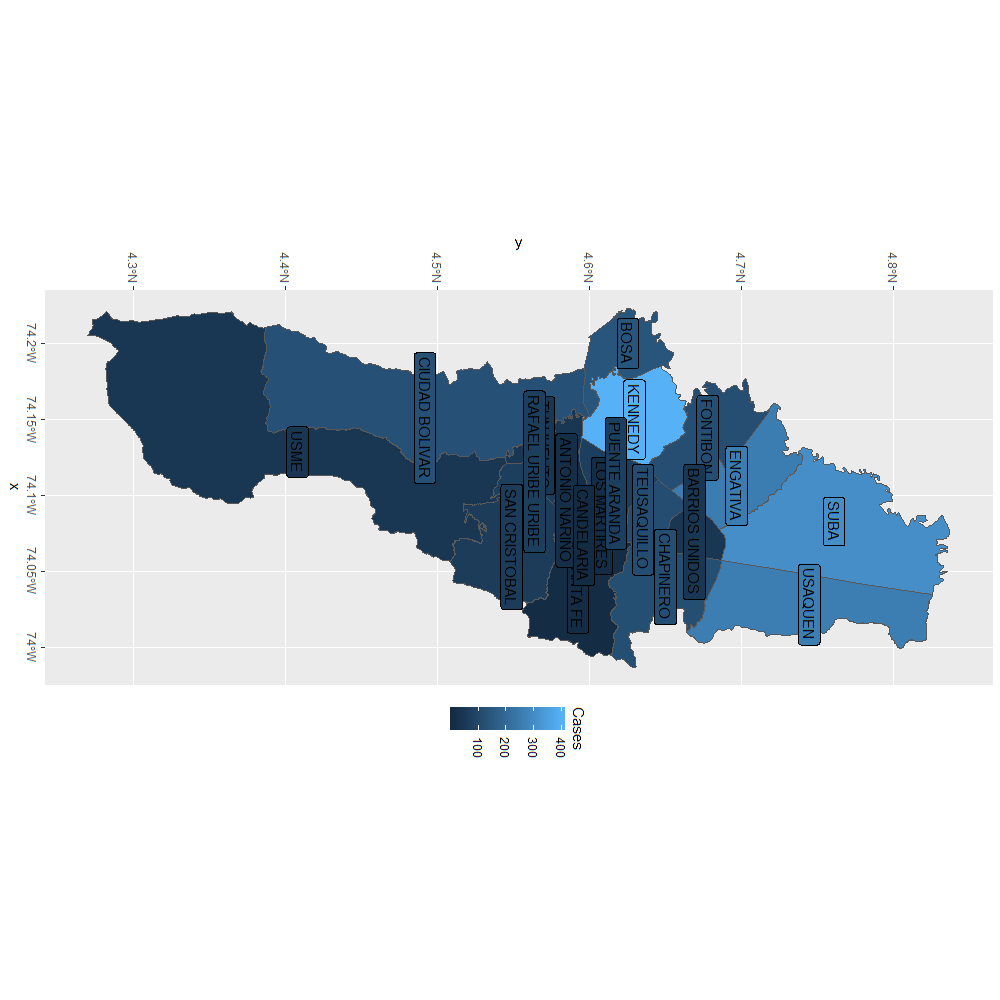 4.8°N
4.7°N
4.6°N
4.5°N
4.4°N
4.3°N
y
SUBA
USAQUEN
ENGATIVA
FONTIBON
BARRIOS UNIDOS
CHAPINERO
TEUSAQUILLO
KENNEDY
BOSA
PUENTE ARANDA
LOS MARTIRES
CANDELARIA
TA FE
ANTONIO NARINO
RAFAEL URIBE URIBE
SAN CRISTOBAL
CIUDAD BOLIVAR
USME
74.2°W
74.15°W
74.1°W
74.05°W
74°W
x
Cases
400
300
200
100